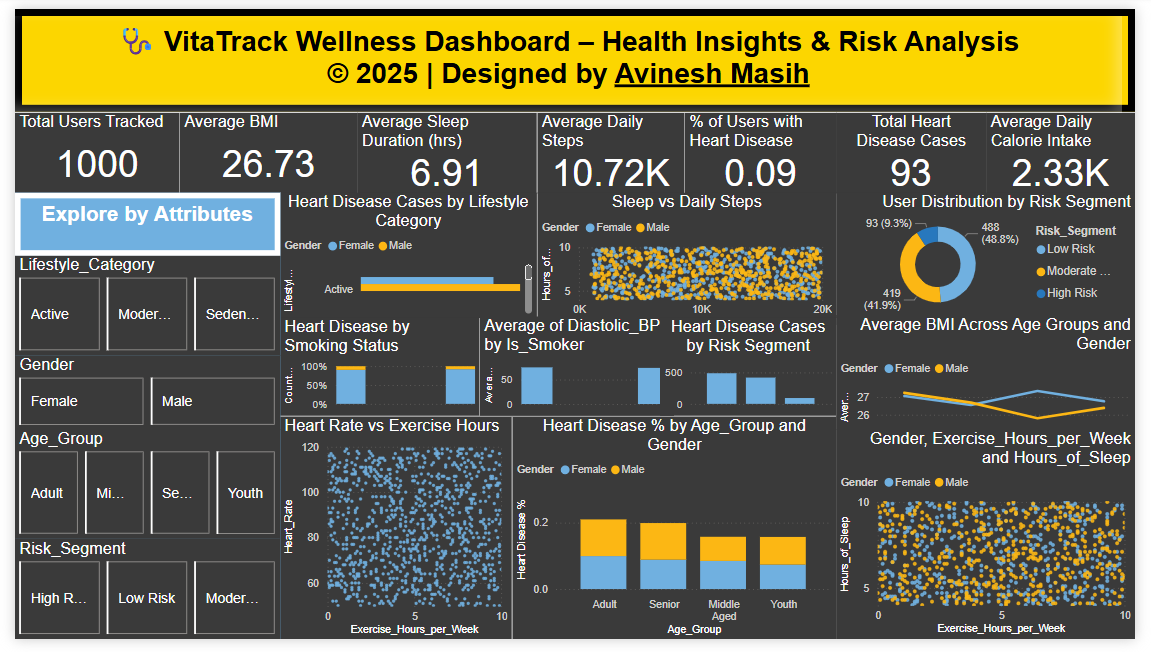 VitaTrack Wellness Dashboard – Health Insights & Risk Analysis
© 2025 | Designed by Avinesh Masih
Total Users Tracked
1000
Average BMI
26.73
Average Sleep
Duration (hrs)
6.91
Average Daily
Steps
10.72K
% of Users with
Heart Disease
0.09
Total Heart
Disease Cases
93
Average Daily
Calorie Intake
2.33K
Explore by Attributes
Lifestyle_Category
Active
Moder...
Seden...
Gender
Female
Male
Age_Group
Adult
Mi...
Se...
Youth
Risk_Segment
High R...
Low Risk
Moder...
Heart Disease Cases by Lifestyle
Category
Gender Female Male
Lifestyl...
Active
Sleep vs Daily Steps
Gender Female Male
Hours_of...
10
5
0K 10K 20K
User Distribution by Risk Segment
93 (9.3%)
488
(48.8%)
419
(41.9%)
Risk_Segment
Low Risk
Moderate ...
High Risk
Heart Disease by
Smoking Status
Count...
100%
50%
0%
Average of Diastolic_BP
by Is_Smoker
Avera...
50
0
Heart Disease Cases
by Risk Segment
500
0
Average BMI Across Age Groups and
Gender
Gender Female Male
Aver...
27
26
Heart Rate vs Exercise Hours
Heart_Rate
120
100
80
60
0 5 10
Exercise_Hours_per_Week
Heart Disease % by Age_Group and
Gender
Gender Female Male
Heart Disease %
0.2
0.0
Adult Senior Middle
Aged Youth
Age_Group
Gender, Exercise_Hours_per_Week
and Hours_of_Sleep
Gender Female Male
Hours_of_Sleep
10
5
0 5 10
Exercise_Hours_per_Week